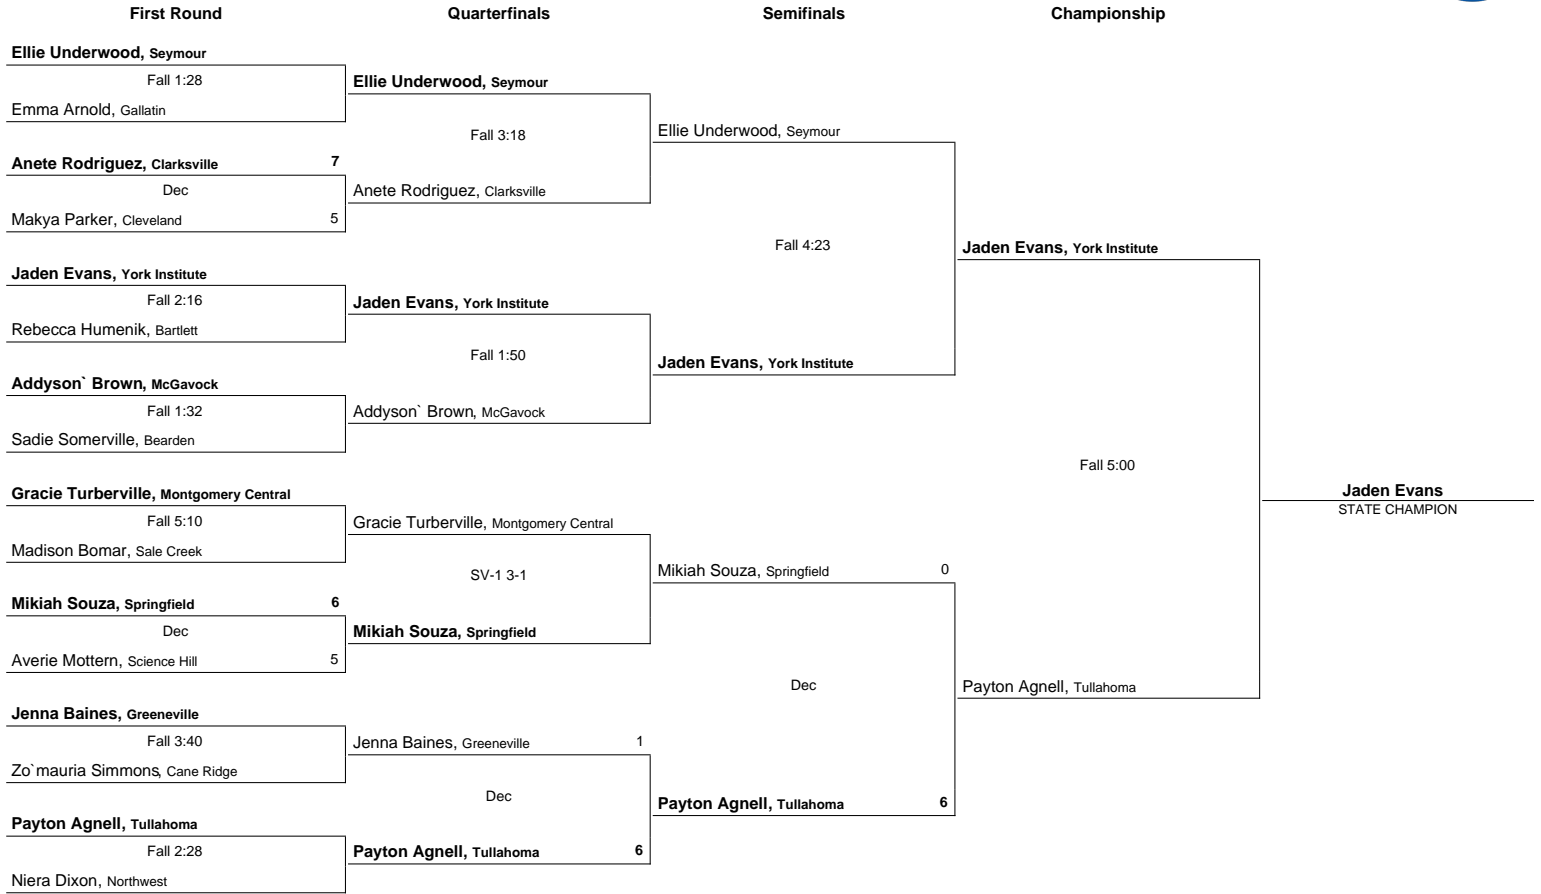 First Round Quarterfinals Semifinals Championship
Ellie Underwood, Seymour
Fall 1:28
Emma Arnold, Gallatin
Anete Rodriguez, Clarksville 7
Dec
Makya Parker, Cleveland 5
Jaden Evans, York Institute
Fall 2:16
Rebecca Humenik, Bartlett
Addyson` Brown, McGavock
Fall 1:32
Sadie Somerville, Bearden
Gracie Turberville, Montgomery Central
Fall 5:10
Madison Bomar, Sale Creek
Mikiah Souza, Springfield 6
Dec
Averie Mottern, Science Hill 5
Jenna Baines, Greeneville
Fall 3:40
Zo`mauria Simmons, Cane Ridge
Payton Agnell, Tullahoma
Fall 2:28
Niera Dixon, Northwest
Ellie Underwood, Seymour
Fall 3:18
Anete Rodriguez, Clarksville
Jaden Evans, York Institute
Fall 1:50
Addyson` Brown, McGavock
Gracie Turberville, Montgomery Central
SV-1 3-1
Mikiah Souza, Springfield
Jenna Baines, Greeneville 1
Dec
Payton Agnell, Tullahoma 6
Ellie Underwood, Seymour
Fall 4:23
Jaden Evans, York Institute
Mikiah Souza, Springfield 0
Dec
Payton Agnell, Tullahoma 6
Jaden Evans, York Institute
Fall 5:00
Payton Agnell, Tullahoma
Jaden Evans
STATE CHAMPION